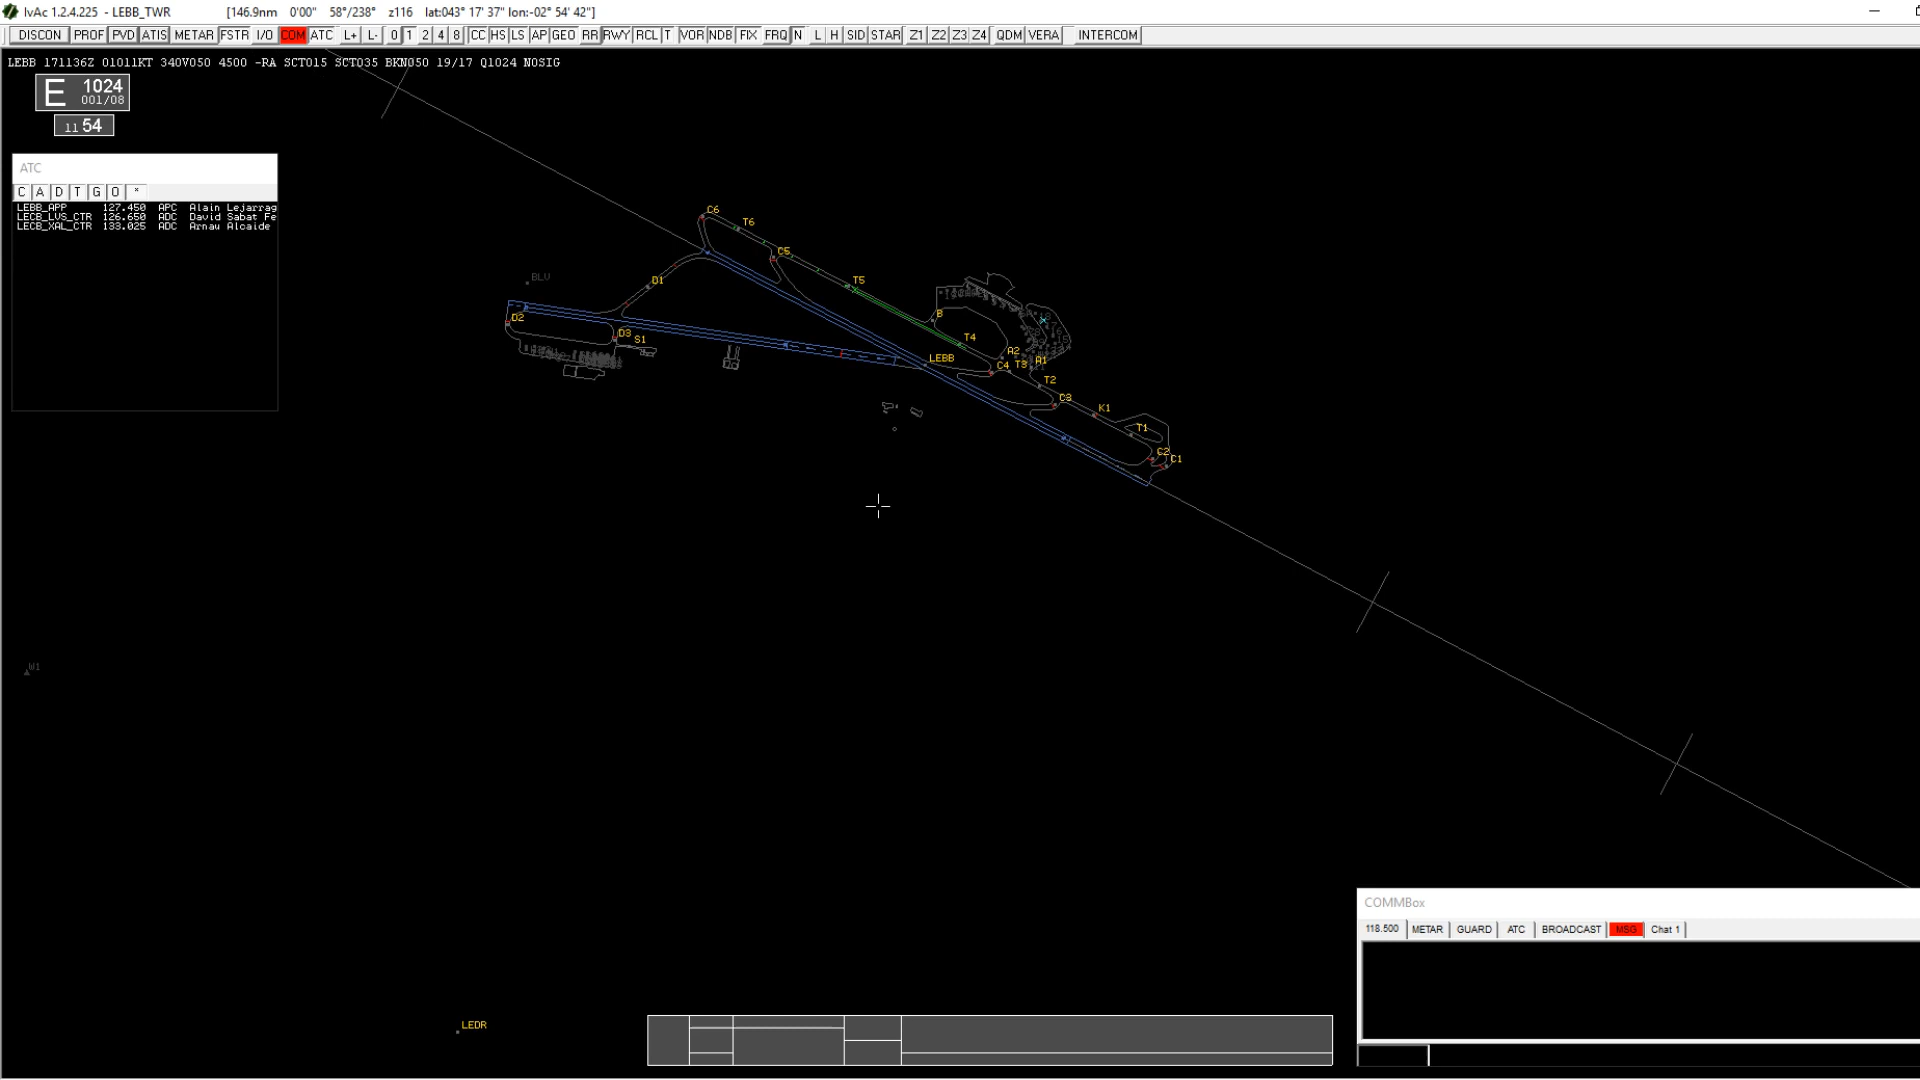 IvAc 1.2.4.225 - LEBB_TWR [146.9nm 0'00" 58°/238° z116 lat:043° 17' 37" lon:-02° 54' 42"]
DISCON PROF PVD ATIS METAR FSTR I/O COM ATC L+ L- 0 1 2 4 8 CC HS LS AP GEO RR RWY RCL T VOR NDB FIX FRQ N L H SID STAR Z1 Z2 Z3 Z4 QDM VERA INTERCOM
LEBB 171136Z 01011KT 340V050 4500 -RA SCT015 SCT035 BKN050 19/17 Q1024 NOSIG
E 1024
001/08
11 54
ATC
C A D T G O *
LEBB_APP 127.450 APC Alain Lejarrag
LECB_LVS_CTR 126.650 ADC David Sabat Fe
LECB_XAL_CTR 133.025 ADC Arnau Alcaide
C6
T6
C5
BLV
D1
T5
B
D2
D3
S1
T4
LEBB
A2
C4
T3
A1
T2
C3
K1
T1
C2
C1
W1
COMMBox
118.500 METAR GUARD ATC BROADCAST MSG Chat 1
LEDR